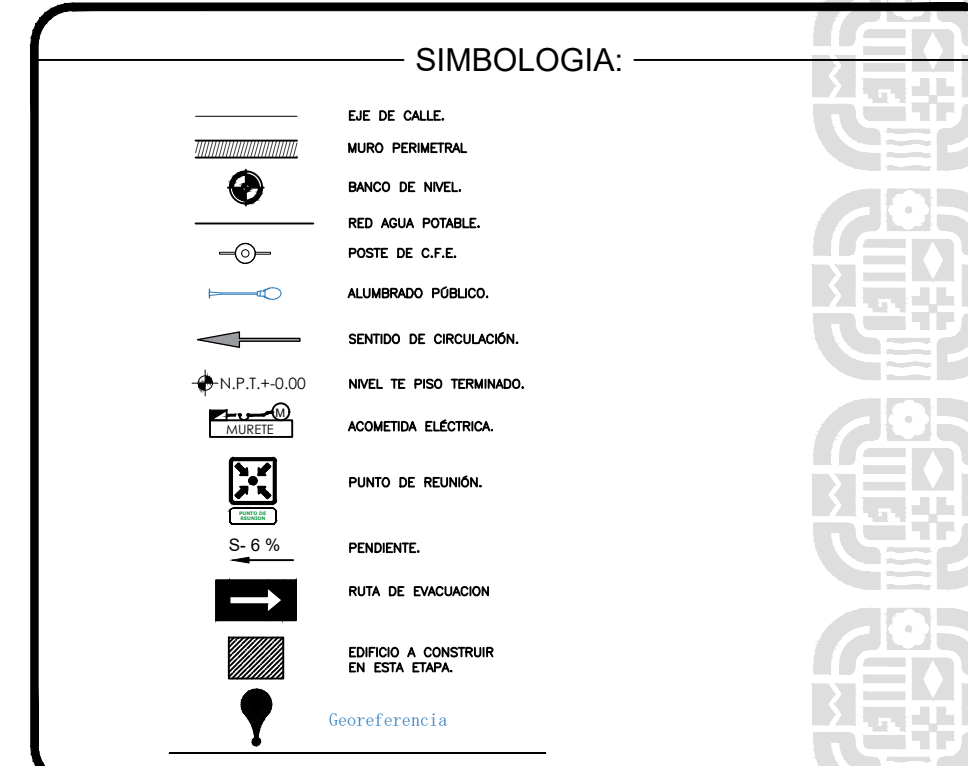 SIMBOLOGIA:
EJE DE CALLE.
MURO PERIMETRAL
BANCO DE NIVEL.
RED AGUA POTABLE.
POSTE DE C.F.E.
ALUMBRADO PÚBLICO.
SENTIDO DE CIRCULACIÓN.
N.P.T.+-0.00 NIVEL TE PISO TERMINADO.
M
MURETE
ACOMETIDA ELÉCTRICA.
PUNTO DE REUNIÓN.
PUNTO DE
REUNION
S- 6 % PENDIENTE.
RUTA DE EVACUACION
EDIFICIO A CONSTRUIR
EN ESTA ETAPA.
Georeferencia